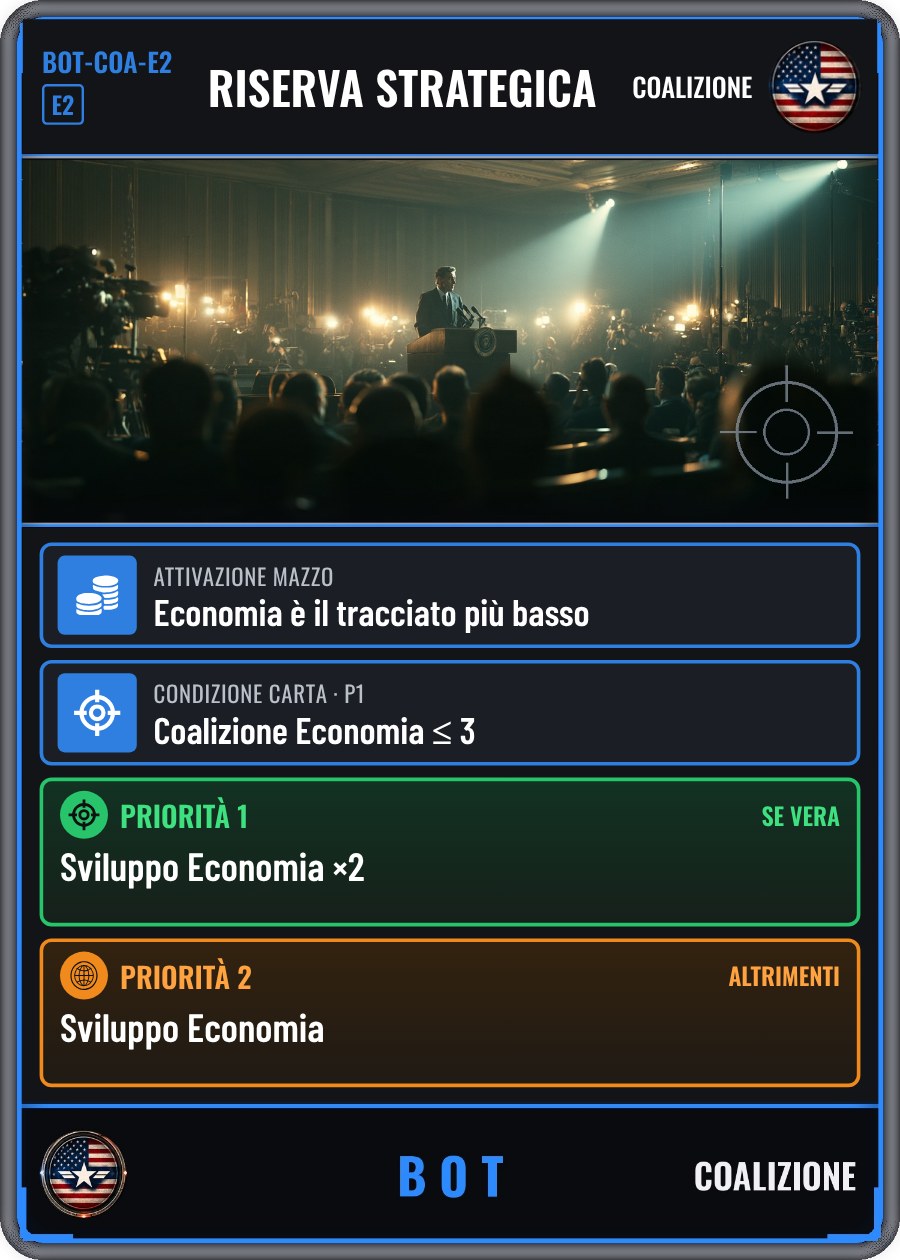 BOT-COA-E2
E2
RISERVA STRATEGICA
COALIZIONE
ATTIVAZIONE MAZZO
Economia è il tracciato più basso
CONDIZIONE CARTA · P1
Coalizione Economia ≤ 3
PRIORITÀ 1
SE VERA
Sviluppo Economia ×2
PRIORITÀ 2
ALTRIMENTI
Sviluppo Economia
BOT
COALIZIONE